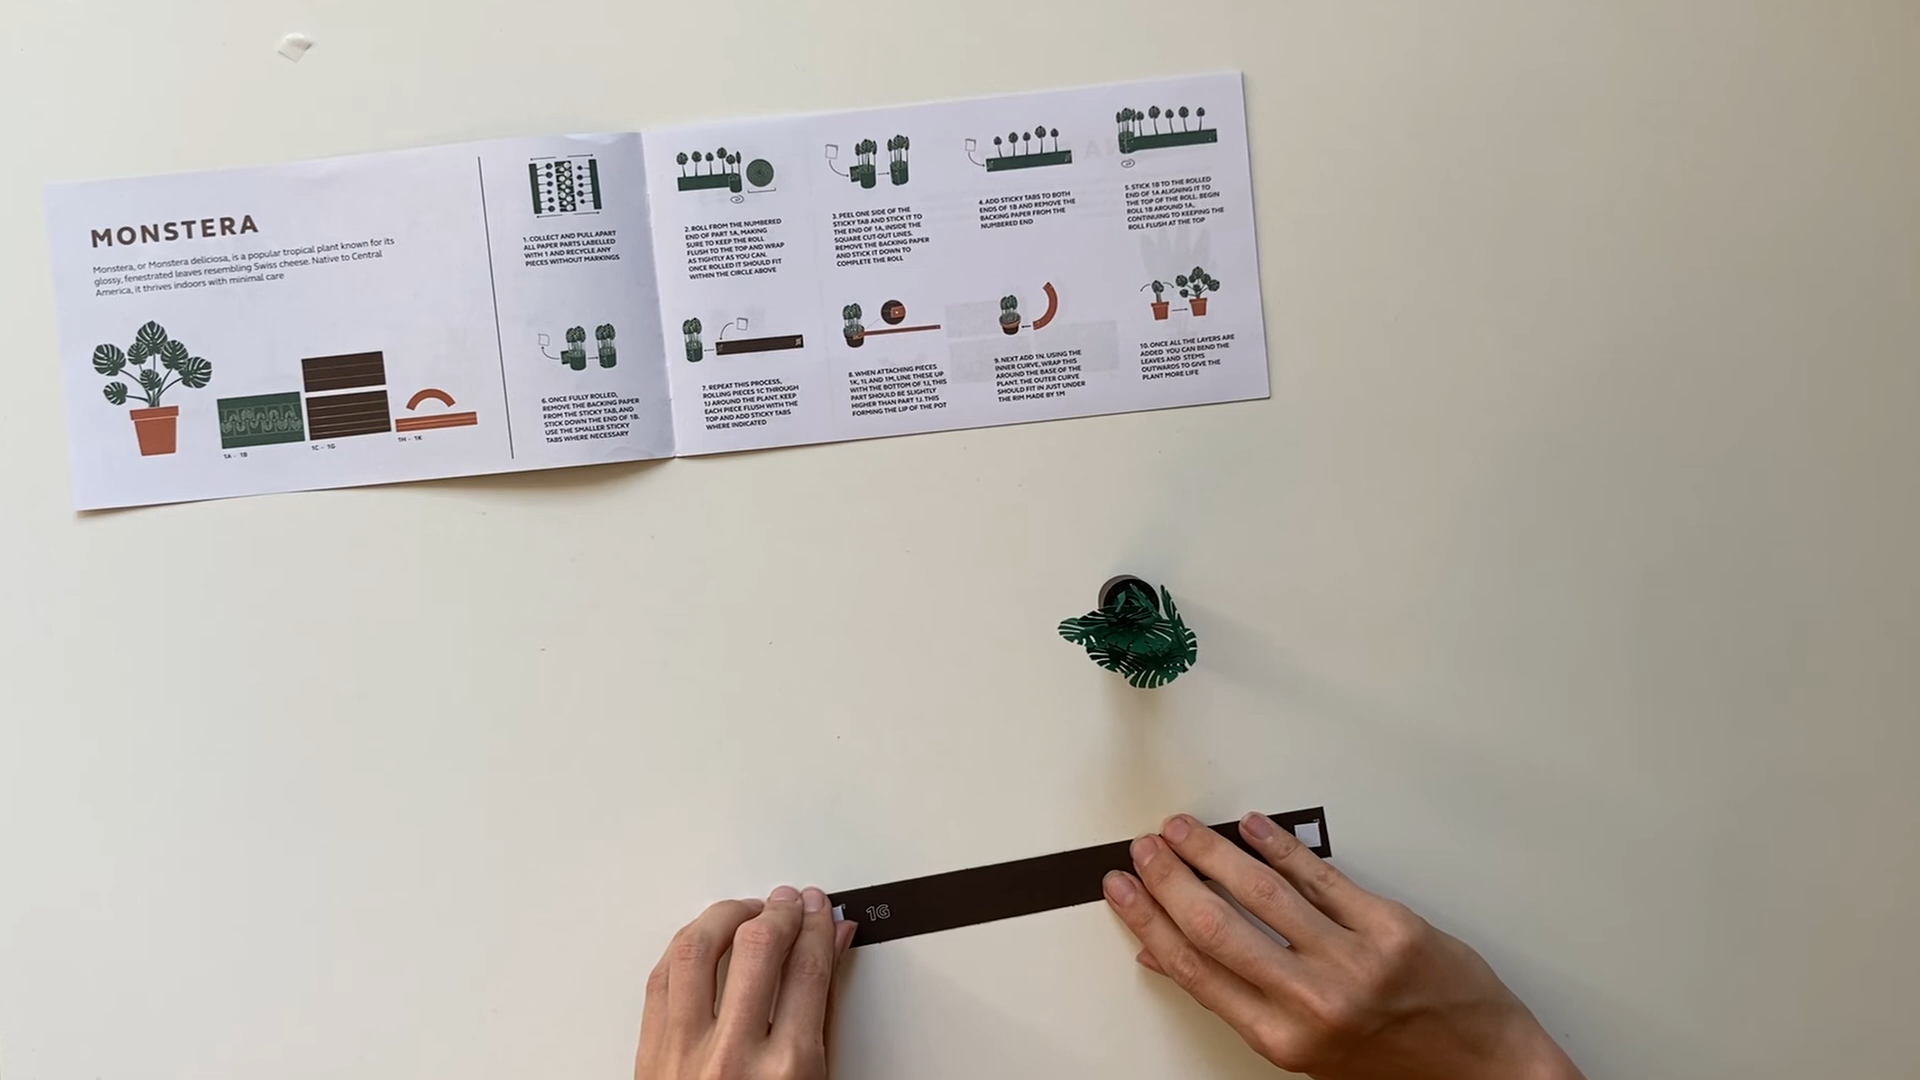 MONSTERA
Monstera, or Monstera deliciosa, is a popular tropical plant known for its
glossy, fenestrated leaves resembling Swiss cheese. Native to Central
America, it thrives indoors with minimal care
1A - 1B
1C - 1G
1H - 1K
1. COLLECT AND PULL APART
ALL PAPER PARTS LABELLED
WITH 1 AND RECYCLE ANY
PIECES WITHOUT MARKINGS
2. ROLL FROM THE NUMBERED
END OF PART 1A, MAKING
SURE TO KEEP THE ROLL
FLUSH TO THE TOP AND WRAP
AS TIGHTLY AS YOU CAN.
ONCE ROLLED IT SHOULD FIT
WITHIN THE CIRCLE ABOVE
3. PEEL ONE SIDE OF THE
STICKY TAB AND STICK IT TO
THE END OF 1A, INSIDE THE
SQUARE CUT-OUT LINES.
REMOVE THE BACKING PAPER
AND STICK IT DOWN TO
COMPLETE THE ROLL
4. ADD STICKY TABS TO BOTH
ENDS OF 1B AND REMOVE THE
BACKING PAPER FROM THE
NUMBERED END
5. STICK 1B TO THE ROLLED
END OF 1A ALIGNING IT TO
THE TOP OF THE ROLL. BEGIN
ROLL 1B AROUND 1A,
CONTINUING TO KEEPING THE
ROLL FLUSH AT THE TOP
6. ONCE FULLY ROLLED,
REMOVE THE BACKING PAPER
FROM THE STICKY TAB, AND
STICK DOWN THE END OF 1B.
USE THE SMALLER STICKY
TABS WHERE NECESSARY
7. REPEAT THIS PROCESS,
ROLLING PIECES 1C THROUGH
1J AROUND THE PLANT. KEEP
EACH PIECE FLUSH WITH THE
TOP AND ADD STICKY TABS
WHERE INDICATED
8. WHEN ATTACHING PIECES
1K, 1L AND 1M, LINE THESE UP
WITH THE BOTTOM OF 1J, THIS
PART SHOULD BE SLIGHTLY
HIGHER THAN PART 1J. THIS
FORMING THE LIP OF THE POT
9. NEXT ADD 1N. USING THE
INNER CURVE, WRAP THIS
AROUND THE BASE OF THE
PLANT. THE OUTER CURVE
SHOULD FIT IN JUST UNDER
THE RIM MADE BY 1M
10. ONCE ALL THE LAYERS ARE
ADDED YOU CAN BEND THE
LEAVES AND STEMS
OUTWARDS TO GIVE THE
PLANT MORE LIFE
1G